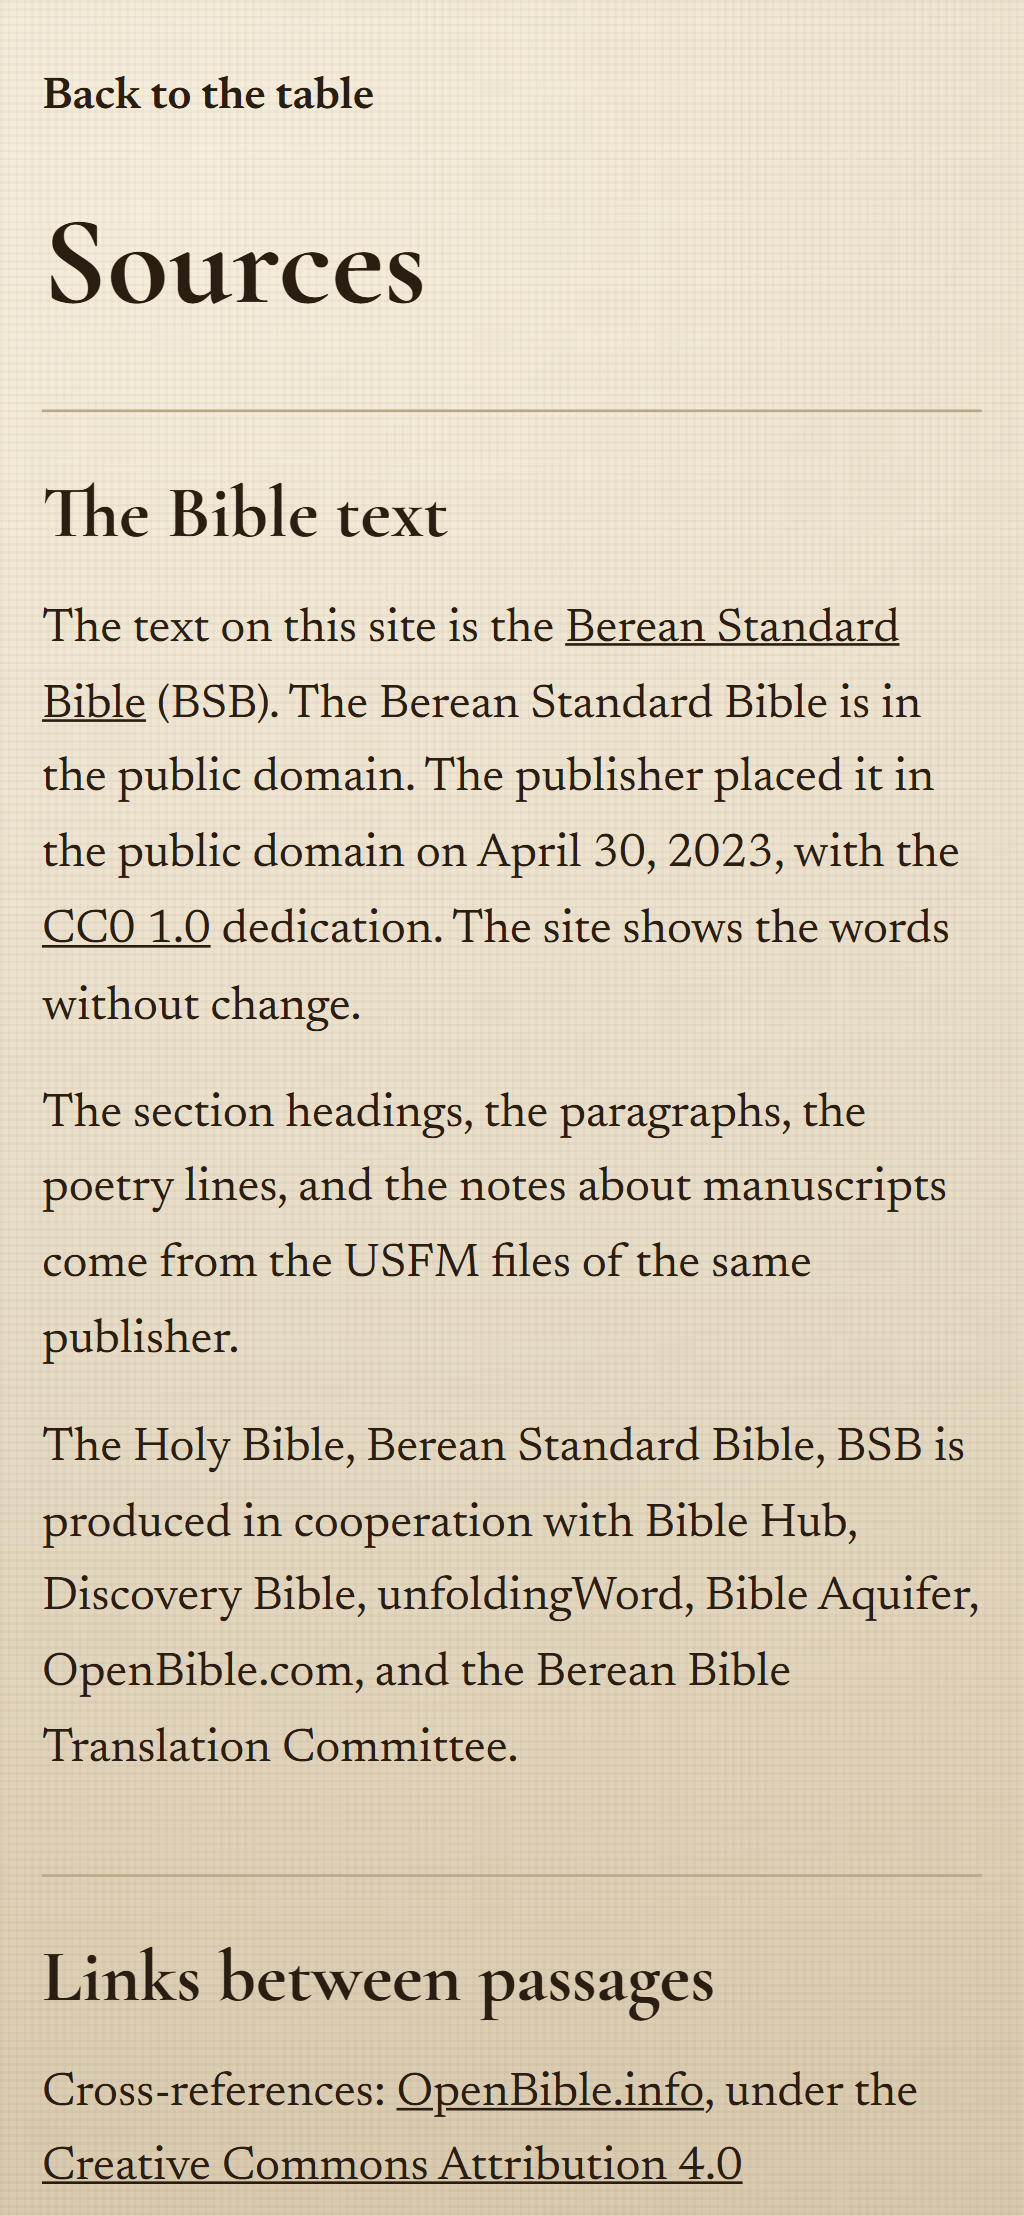 Back to the table
Sources
The Bible text
The text on this site is the Berean Standard
Bible (BSB). The Berean Standard Bible is in
the public domain. The publisher placed it in
the public domain on April 30, 2023, with the
CC0 1.0 dedication. The site shows the words
without change.
The section headings, the paragraphs, the
poetry lines, and the notes about manuscripts
come from the USFM files of the same
publisher.
The Holy Bible, Berean Standard Bible, BSB is
produced in cooperation with Bible Hub,
Discovery Bible, unfoldingWord, Bible Aquifer,
OpenBible.com, and the Berean Bible
Translation Committee.
Links between passages
Cross-references: OpenBible.info, under the
Creative Commons Attribution 4.0